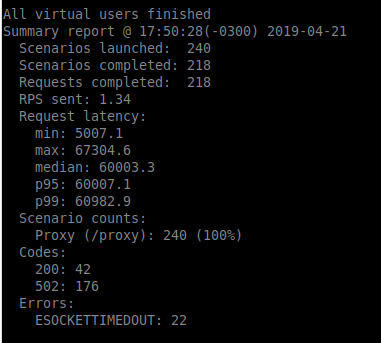 All virtual users finished
Summary report @ 17:50:28(-0300) 2019-04-21
Scenarios launched:  240
Scenarios completed: 218
Requests completed:  218
RPS sent: 1.34
Request latency:
min: 5007.1
max: 67304.6
median: 60003.3
p95: 60007.1
p99: 60982.9
Scenario counts:
Proxy (/proxy): 240 (100%)
Codes:
200: 42
502: 176
Errors:
ESOCKETTIMEDOUT: 22